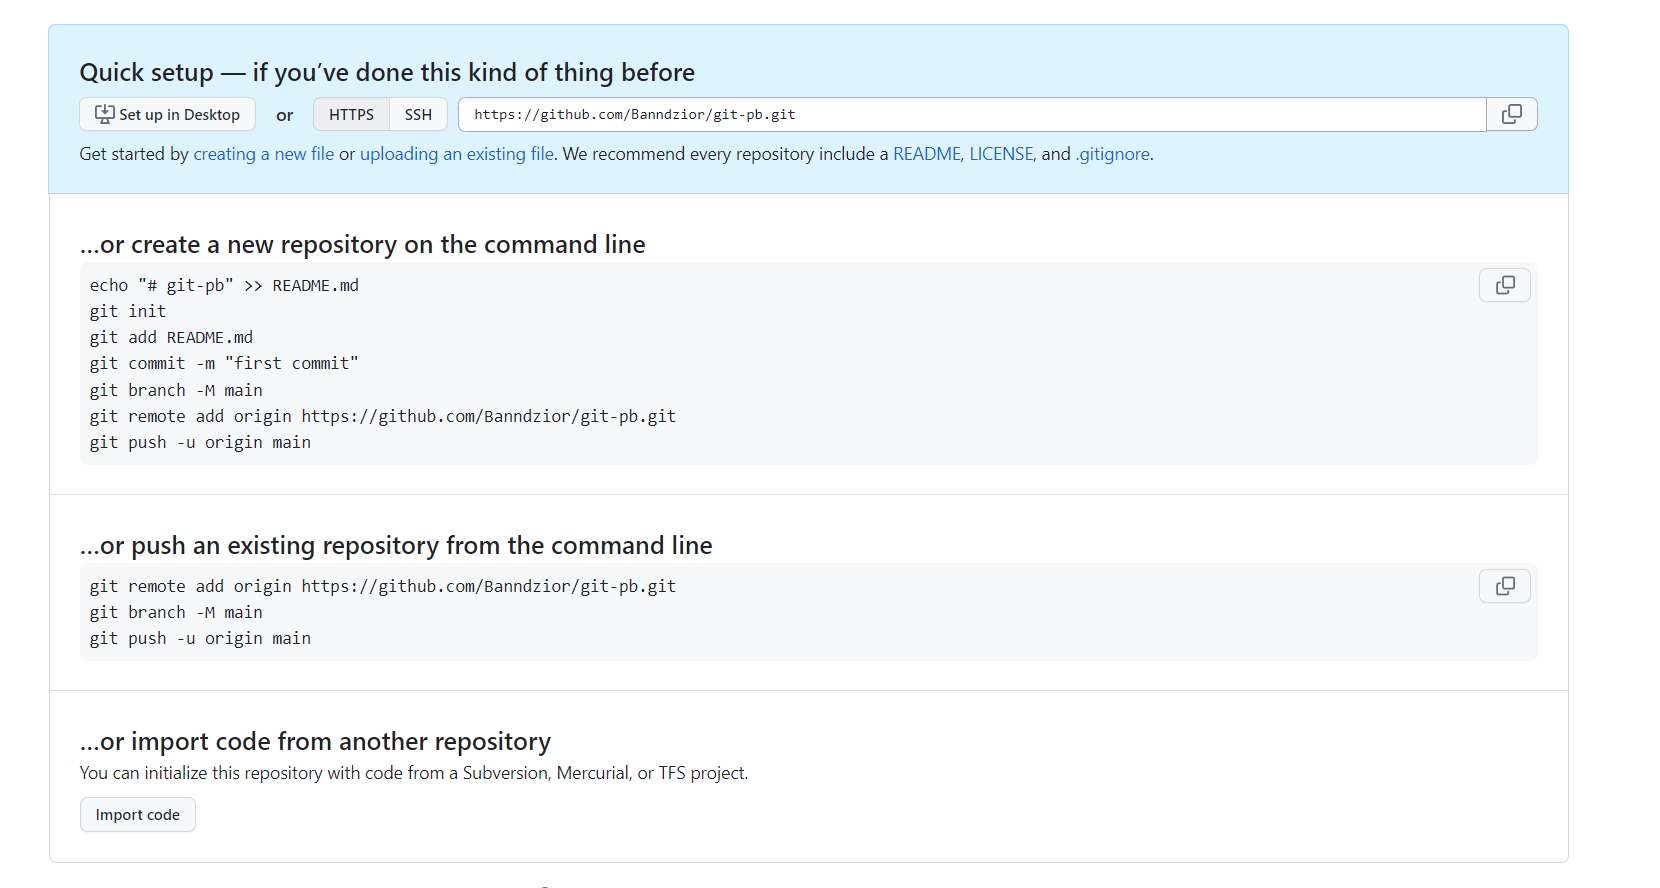 Quick setup — if you’ve done this kind of thing before
Set up in Desktop or HTTPS SSH https://github.com/Banndzior/git-pb.git
Get started by creating a new file or uploading an existing file. We recommend every repository include a README, LICENSE, and .gitignore.
…or create a new repository on the command line
echo "# git-pb" >> README.md
git init
git add README.md
git commit -m "first commit"
git branch -M main
git remote add origin https://github.com/Banndzior/git-pb.git
git push -u origin main
…or push an existing repository from the command line
git remote add origin https://github.com/Banndzior/git-pb.git
git branch -M main
git push -u origin main
…or import code from another repository
You can initialize this repository with code from a Subversion, Mercurial, or TFS project.
Import code